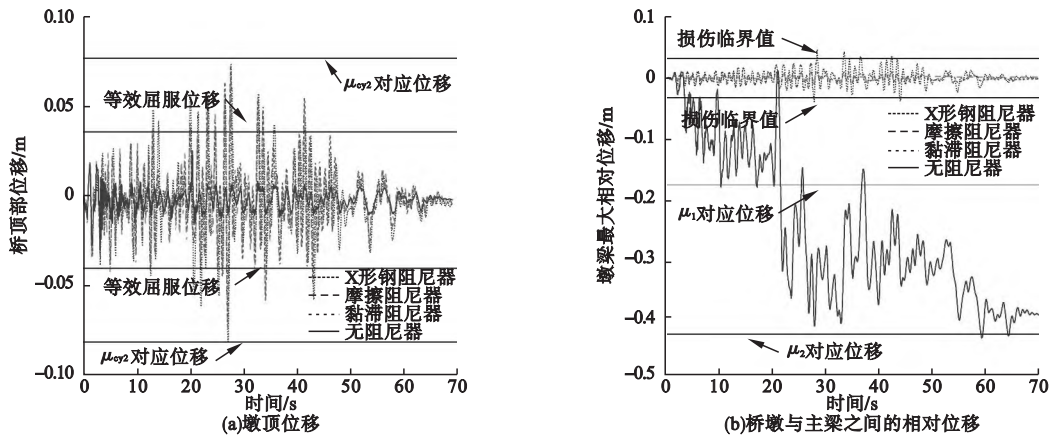 0.10
0.05
0
−0.05
−0.10
桥顶部位移/m
μcy2对应位移
等效屈服位移
等效屈服位移
X形钢阻尼器
摩擦阻尼器
黏滞阻尼器
无阻尼器
μcy2对应位移
0 10 20 30 40 50 60 70
时间/s
(a)墩顶位移
0.1
0
−0.1
−0.2
−0.3
−0.4
−0.5
墩梁最大相对位移/m
损伤临界值
损伤临界值
X形钢阻尼器
摩擦阻尼器
黏滞阻尼器
无阻尼器
μ1对应位移
μ2对应位移
0 10 20 30 40 50 60 70
时间/s
(b)桥墩与主梁之间的相对位移